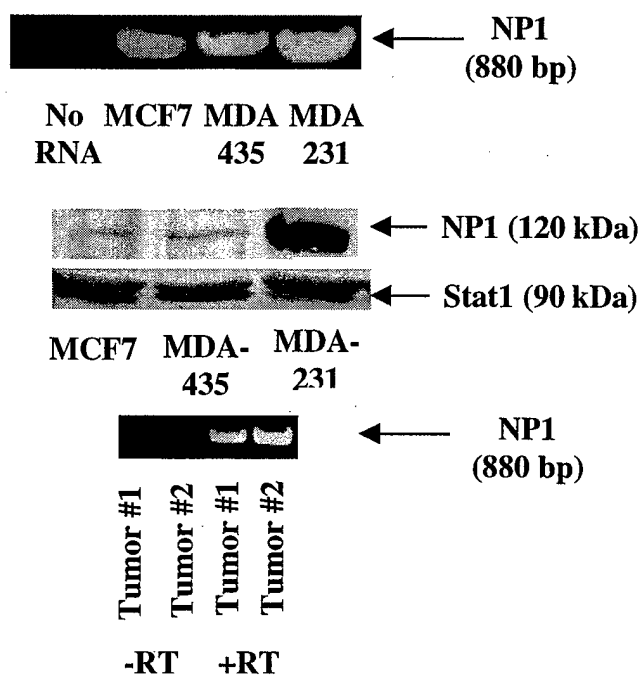 NP1
(880 bp)
No MCF7 MDA MDA
RNA 435 231
NP1 (120 kDa)
Stat1 (90 kDa)
MCF7 MDA- MDA-
435 231
NP1
(880 bp)
Tumor #1
Tumor #2
Tumor #1
Tumor #2
-RT +RT